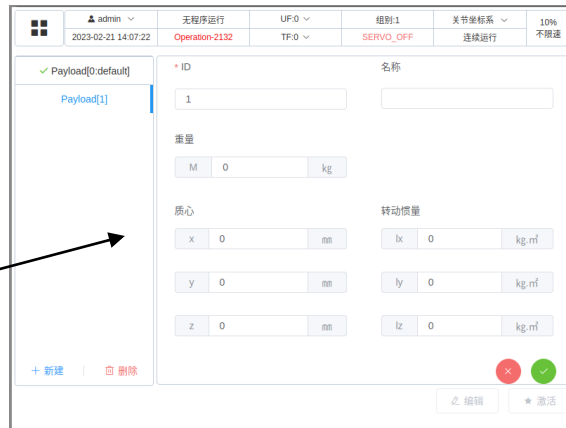 admin 无程序运行 UF:0 组别:1 关节坐标系 10%
2023-02-21 14:07:22 Operation-2132 TF:0 SERVO_OFF 连续运行 不限速
Payload[0:default]
Payload[1]
* ID 名称
1
重量
M 0 kg
质心 转动惯量
x 0 mm Ix 0 kg.㎡
y 0 mm Iy 0 kg.㎡
z 0 mm Iz 0 kg.㎡
新建 删除
编辑 激活